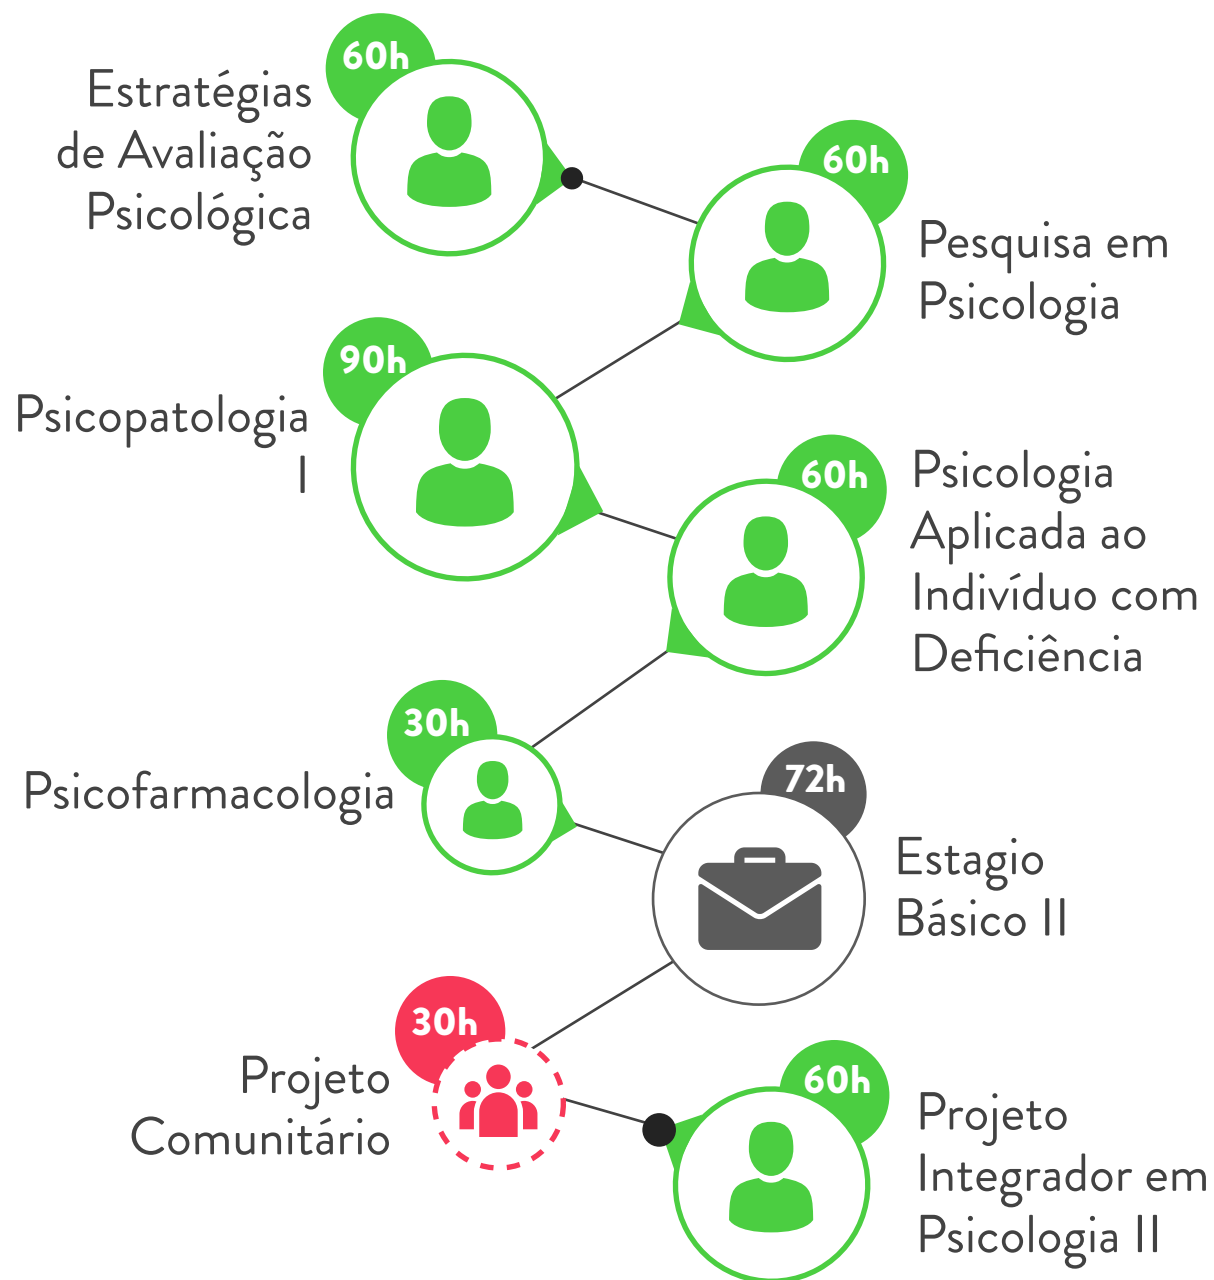 60h
Estratégias
de Avaliação
Psicológica
60h
Pesquisa em
Psicologia
90h
Psicopatologia
I
60h
Psicologia
Aplicada ao
Indivíduo com
Deficiência
30h
Psicofarmacologia
72h
Estagio
Básico II
30h
Projeto
Comunitário
60h
Projeto
Integrador em
Psicologia II